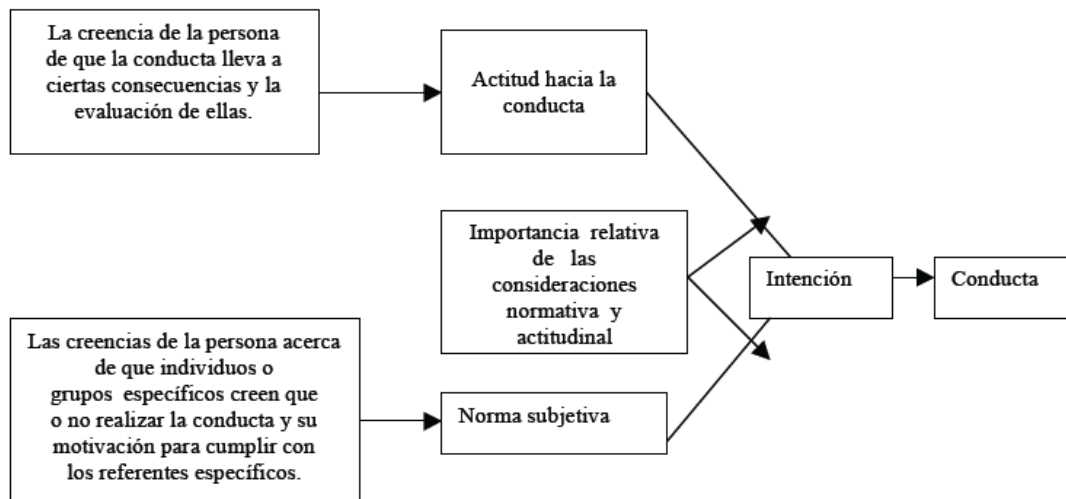 La creencia de la persona
de que la conducta lleva a
ciertas consecuencias y la
evaluación de ellas.
Actitud hacia la
conducta
Importancia relativa
de las
consideraciones
normativa y
actitudinal
Intención
Conducta
Las creencias de la persona acerca
de que individuos o
grupos específicos creen que
o no realizar la conducta y su
motivación para cumplir con
los referentes específicos.
Norma subjetiva